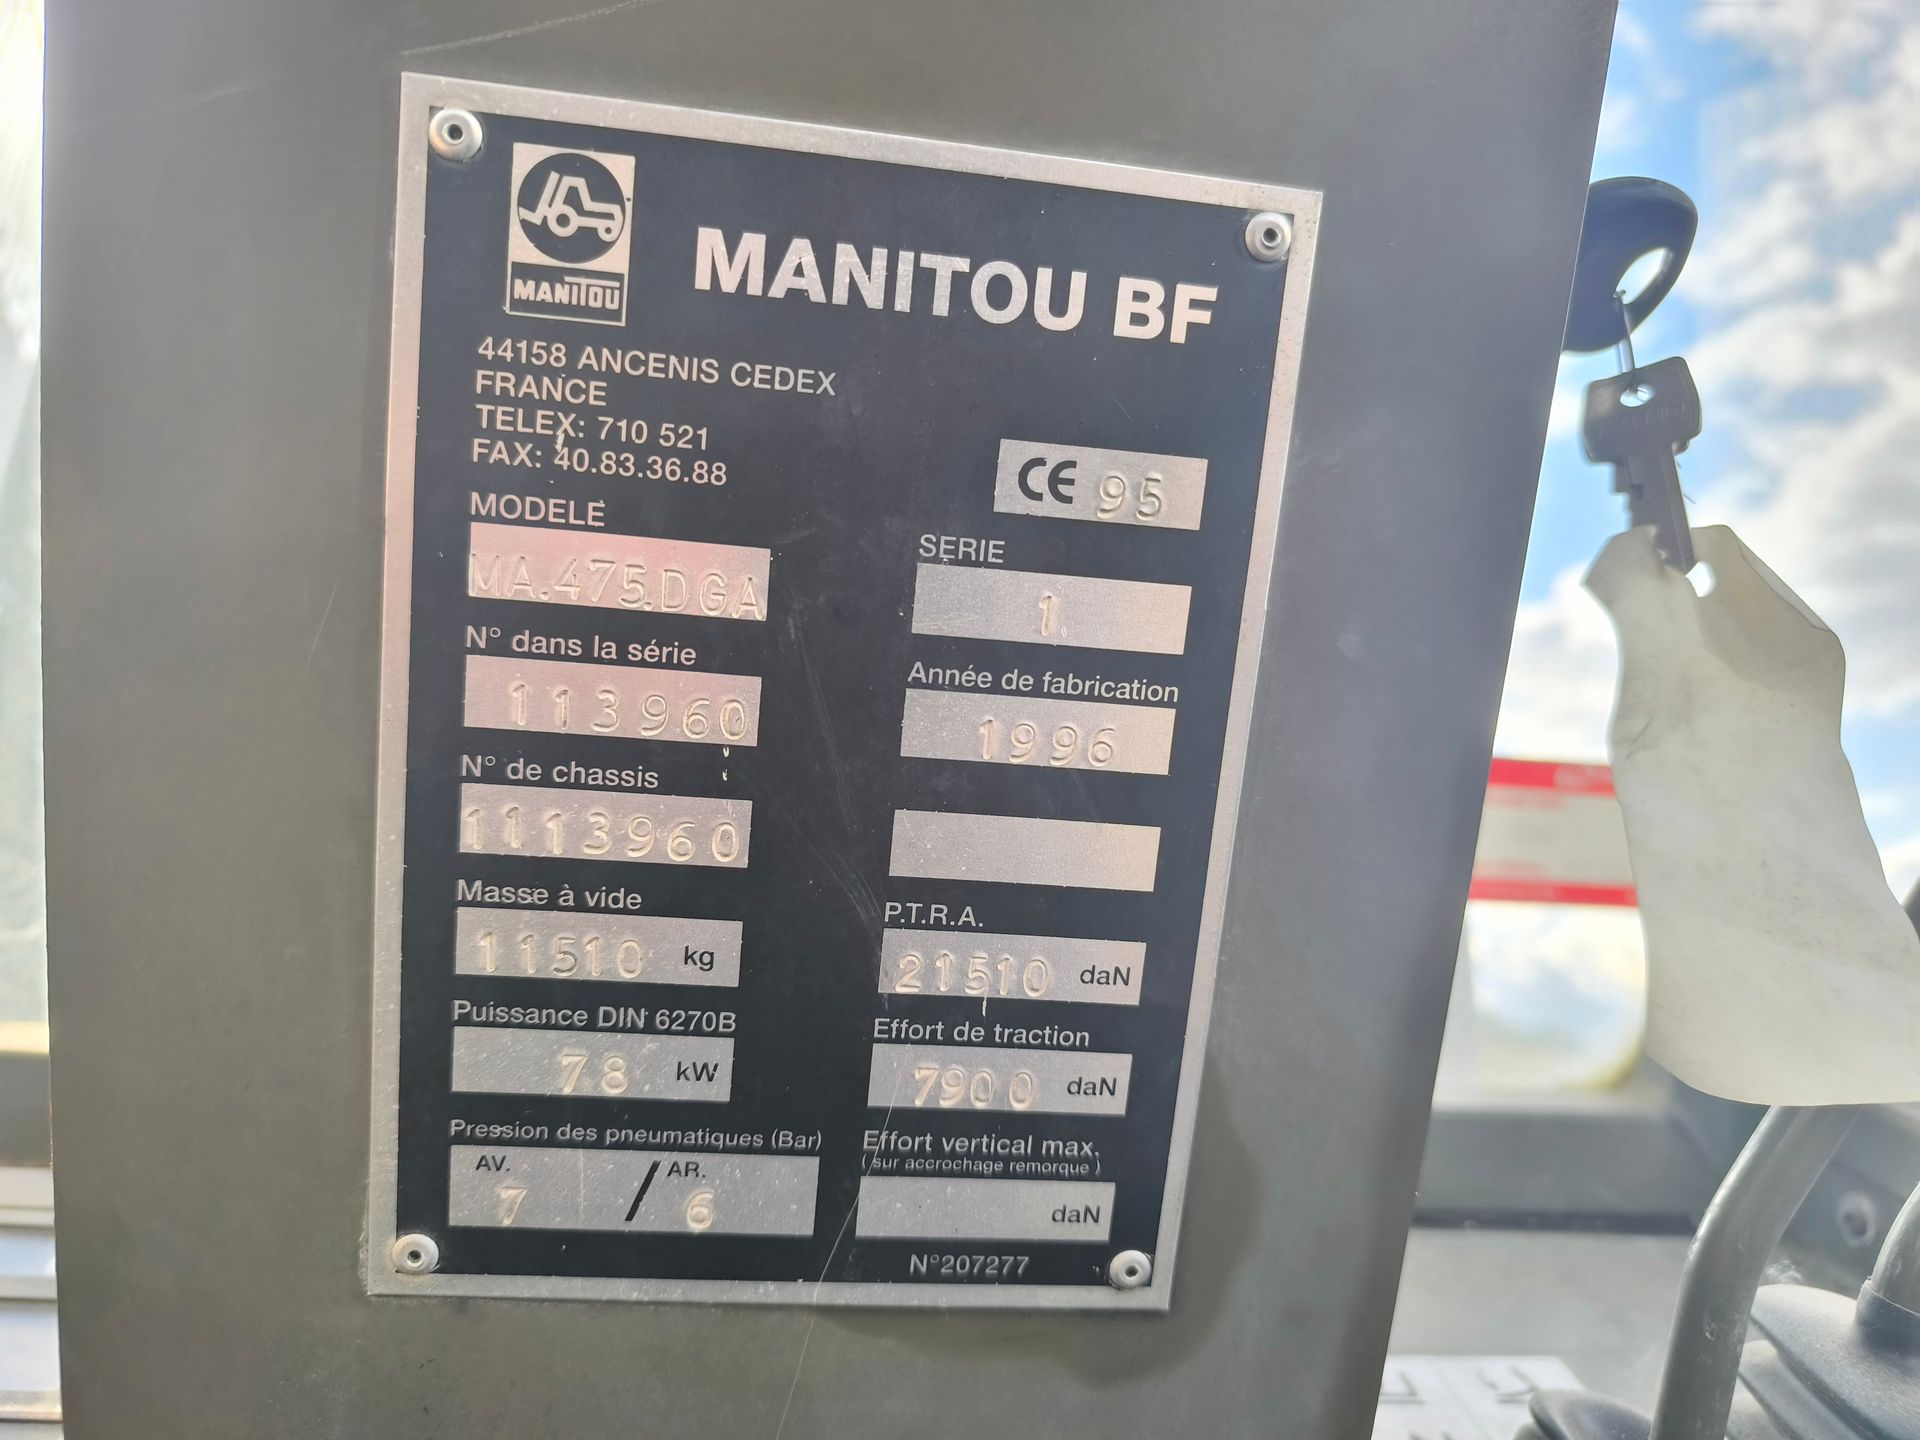 MANITOU
MANITOU BF
44158 ANCENIS CEDEX
FRANCE
TELEX: 710 521
FAX: 40.83.36.88
CE 95
MODELE
MA.475.DGA
SERIE
1.
N° dans la série
113960
Année de fabrication
1996
N° de chassis
1113960
Masse à vide
11510 kg
P.T.R.A.
21510 daN
Puissance DIN 6270B
78 kW
Effort de traction
7900 daN
Pression des pneumatiques (Bar)
AV. / AR.
7 6
Effort vertical max.
( sur accrochage remorque )
daN
N°207277